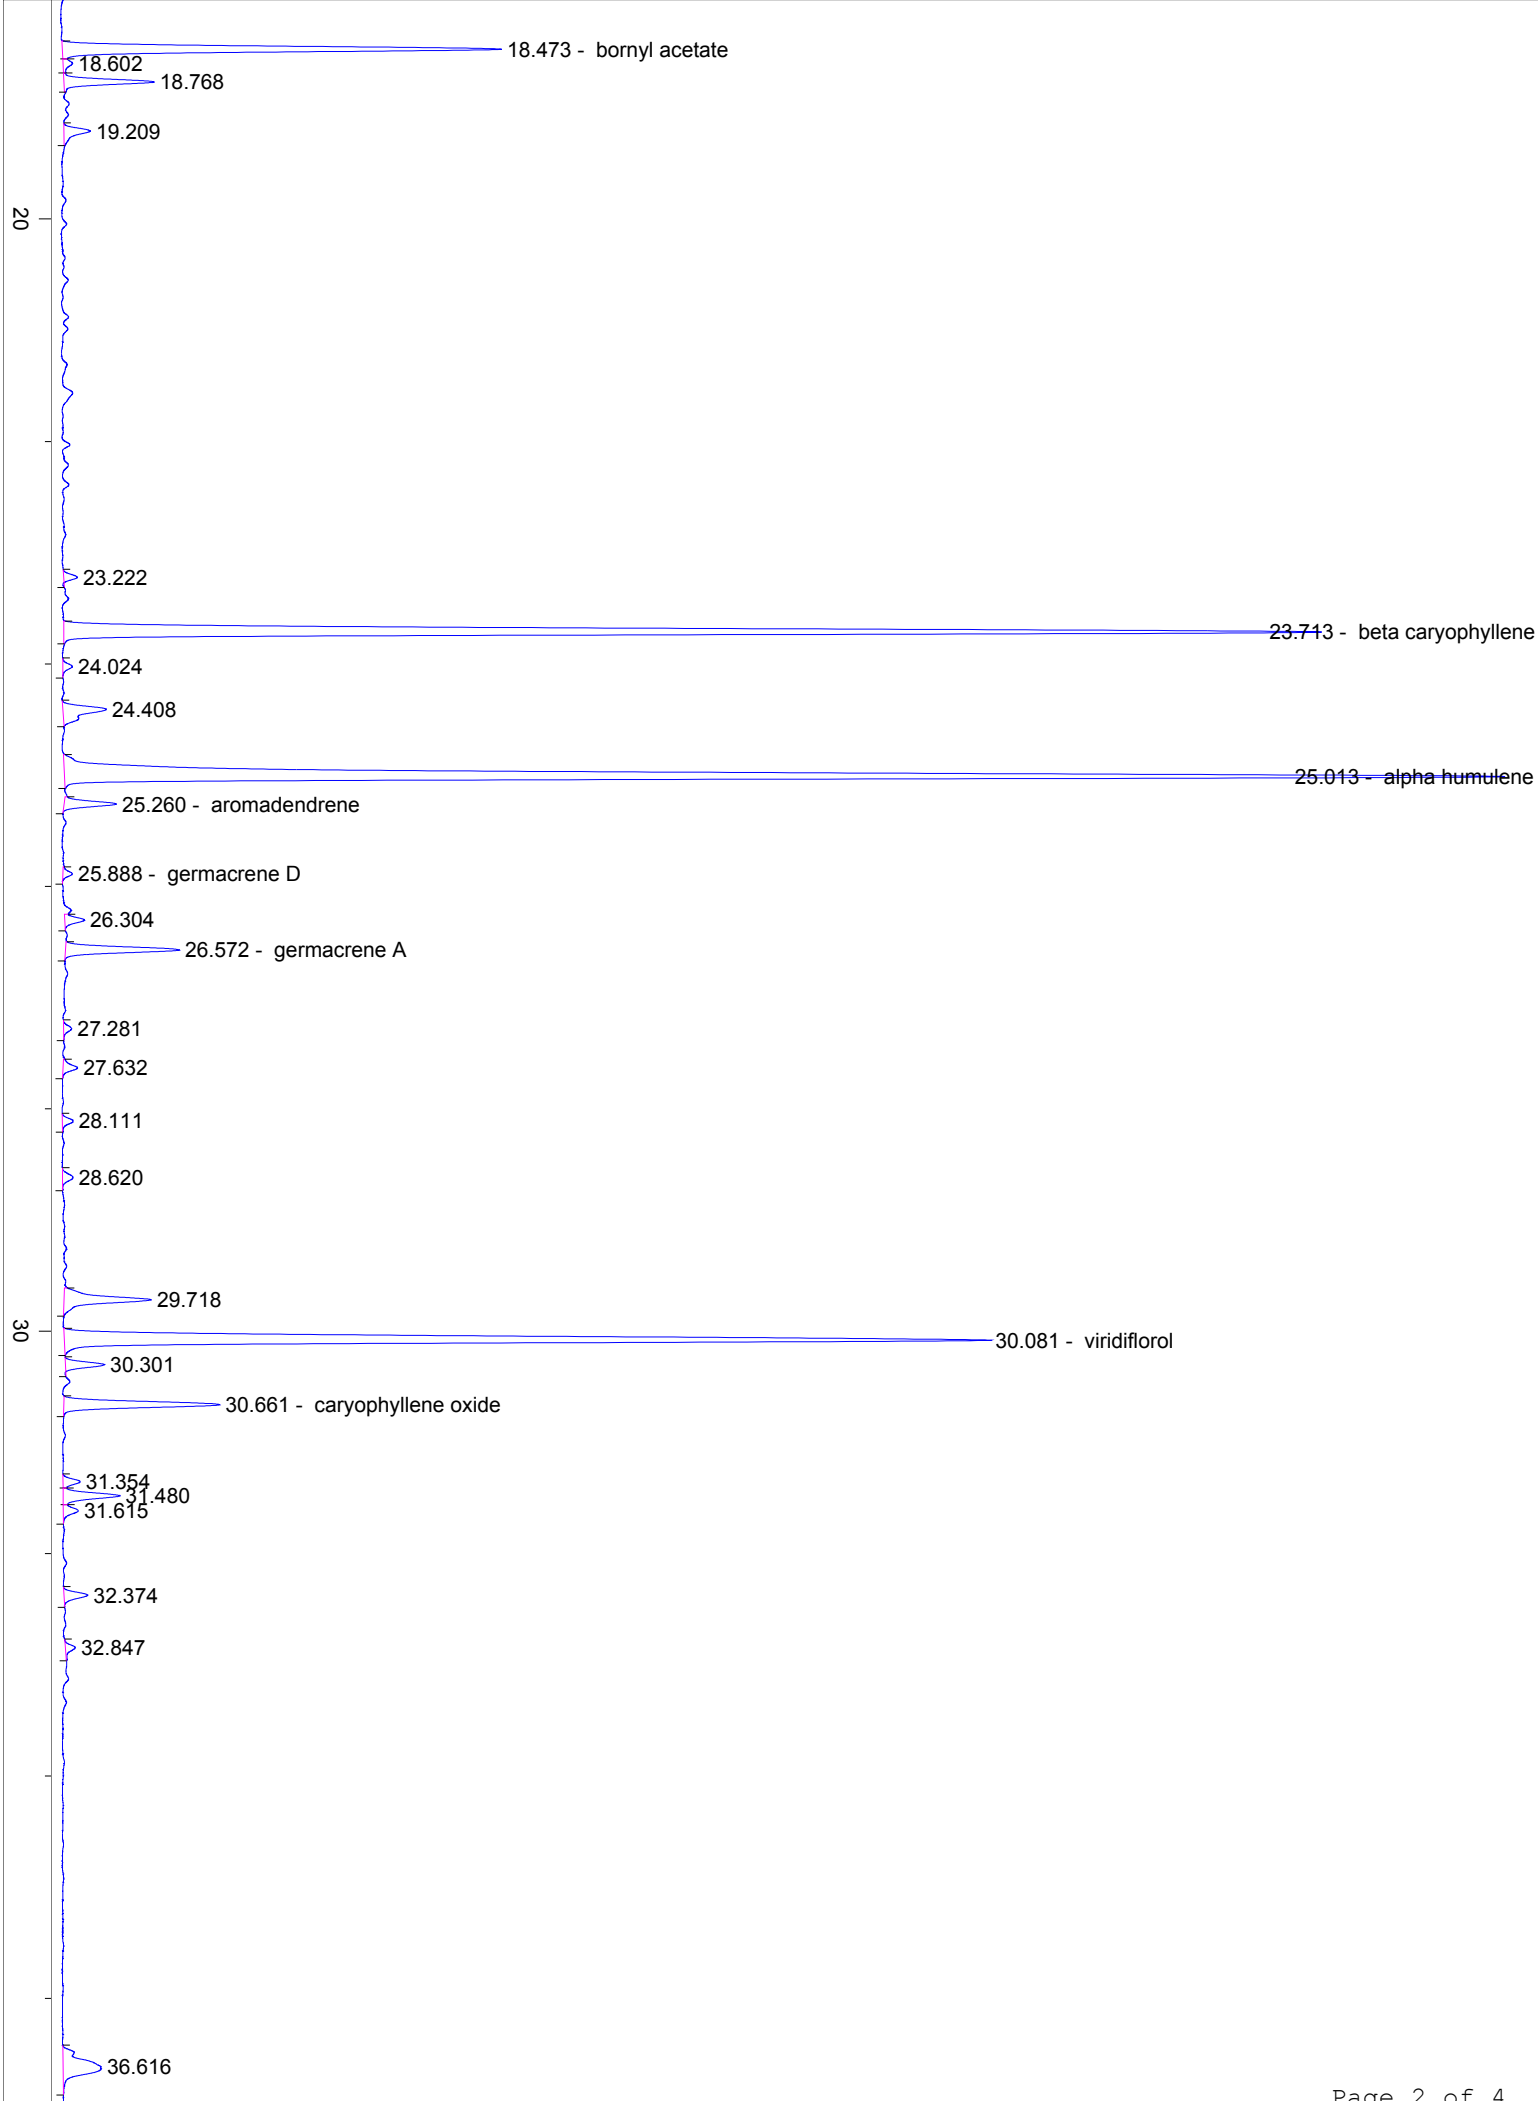 18.473 - bornyl acetate
18.602
18.768
19.209
20
23.222
23.713 - beta caryophyllene
24.024
24.408
25.013 - alpha humulene
25.260 - aromadendrene
25.888 - germacrene D
26.304
26.572 - germacrene A
27.281
27.632
28.111
28.620
29.718
30
30.081 - viridiflorol
30.301
30.661 - caryophyllene oxide
31.354
31.480
31.615
32.374
32.847
36.616
Page 2 of 4